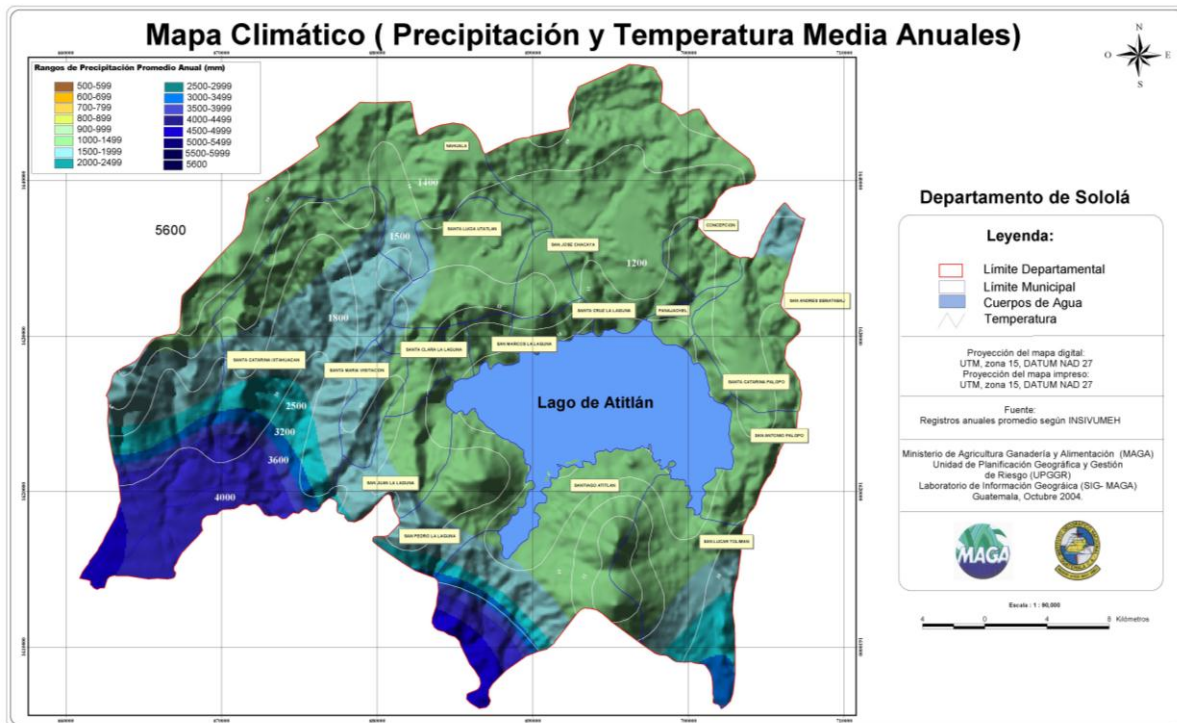 Mapa Climático ( Precipitación y Temperatura Media Anuales)
N
O
E
S
Rangos de Precipitación Promedio Anual (mm)
500-599
600-699
700-799
800-899
900-999
1000-1499
1500-1999
2000-2499
2500-2999
3000-3499
3500-3999
4000-4499
4500-4999
5000-5499
5500-5999
5600
5600
NAHUALA
1400
SANTA LUCIA UTATLAN
1500
SAN JOSE CHACAYA
CONCEPCION
1200
SAN ANDRES SEMETABAJ
SANTA CRUZ LA LAGUNA
PANAJACHEL
1800
SAN MARCOS LA LAGUNA
SANTA CLARA LA LAGUNA
SANTA CATARINA IXTAHUACAN
SANTA MARIA VISITACION
SANTA CATARINA PALOPO
Lago de Atitlán
2500
3200
3600
4000
SAN ANTONIO PALOPO
SAN JUAN LA LAGUNA
SANTIAGO ATITLAN
SAN PEDRO LA LAGUNA
SAN LUCAS TOLIMAN
Departamento de Sololá
Leyenda:
Límite Departamental
Límite Municipal
Cuerpos de Agua
Temperatura
Proyección del mapa digital:
UTM, zona 15, DATUM NAD 27
Proyección del mapa impreso:
UTM, zona 15, DATUM NAD 27
Fuente:
Registros anuales promedio según INSIVUMEH
Ministerio de Agricultura Ganadería y Alimentación (MAGA)
Unidad de Planificación Geográfica y Gestión
de Riesgo (UPGGR)
Laboratorio de Información Geográica (SIG- MAGA)
Guatemala, Octubre 2004.
MAGA
Escala : 1 : 90,000
4 0 4 8 Kilómetros